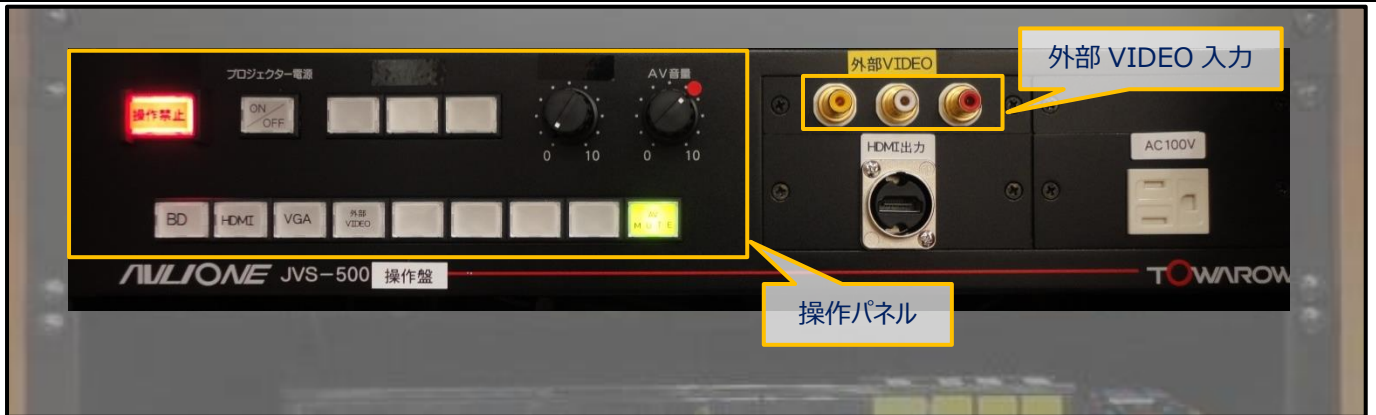 外部 VIDEO 入力
外部VIDEO
プロジェクター電源
AV音量
操作禁止
ON/OFF
0 10
0 10
HDMI出力
AC100V
BD
HDMI
VGA
外部
VIDEO
AV
MUTE
AVLIONE JVS-500 操作盤
TOWAROW
操作パネル